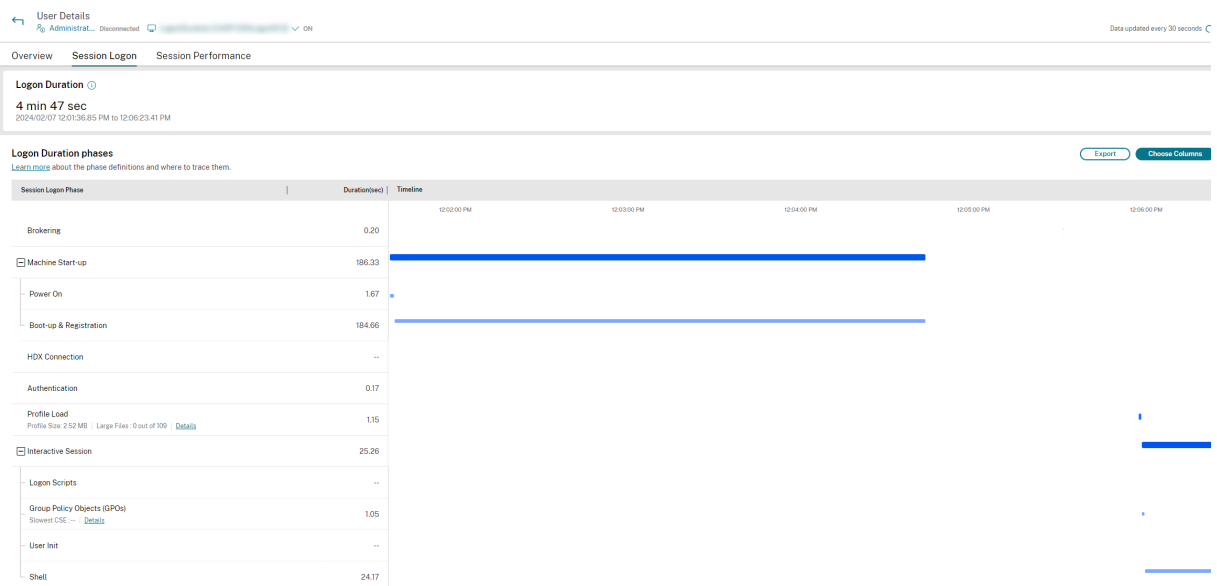 User Details
Administrat... Disconnected ON
Data updated every 30 seconds
Overview Session Logon Session Performance
Logon Duration
4 min 47 sec
2024/02/07 12:01:36.85 PM to 12:06:23.41 PM
Logon Duration phases
Export Choose Columns
Learn more about the phase definitions and where to trace them.
Session Logon Phase Duration(sec) Timeline
12:02:00 PM 12:03:00 PM 12:04:00 PM 12:05:00 PM 12:06:00 PM
Brokering 0.20
Machine Start-up 186.33
Power On 1.67
Boot-up & Registration 184.66
HDX Connection --
Authentication 0.17
Profile Load 1.15
Profile Size: 2.52 MB | Large Files : 0 out of 109 | Details
Interactive Session 25.26
Logon Scripts --
Group Policy Objects (GPOs) 1.05
Slowest CSE :-- | Details
User Init --
Shell 24.17